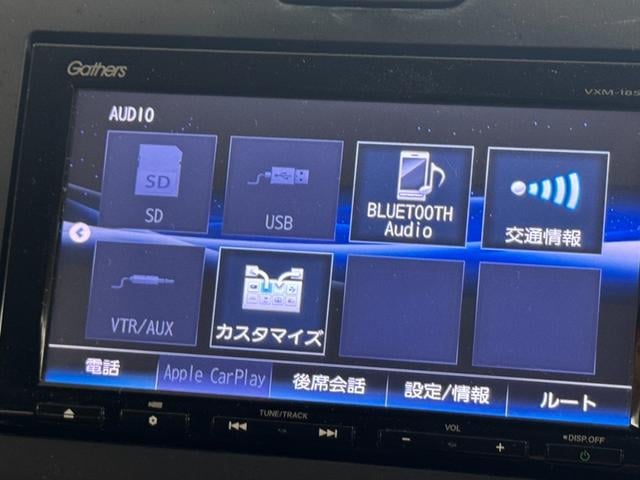 Gathers
AUDIO
SD
SD
USB
BLUETOOTH
Audio
交通情報
VTR/AUX
カスタマイズ
電話
Apple CarPlay
後席会話
設定/情報
ルート
TUNE/TRACK
VOL
DISP.OFF